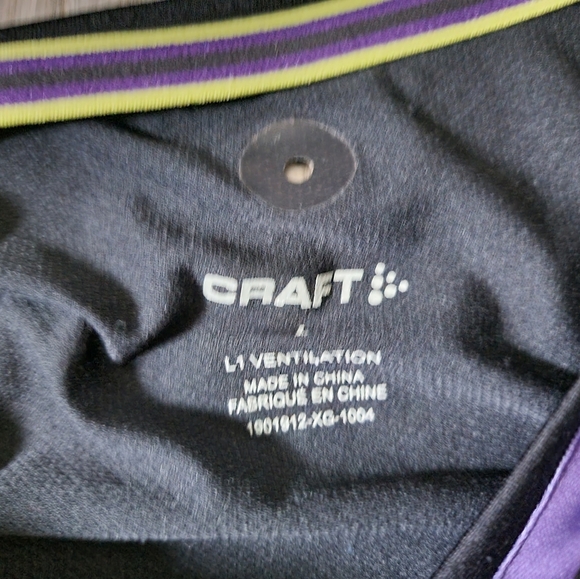 CRAFT
L1 VENTILATION
MADE IN CHINA
FABRIQUE EN CHINE
1901912-XG-1004